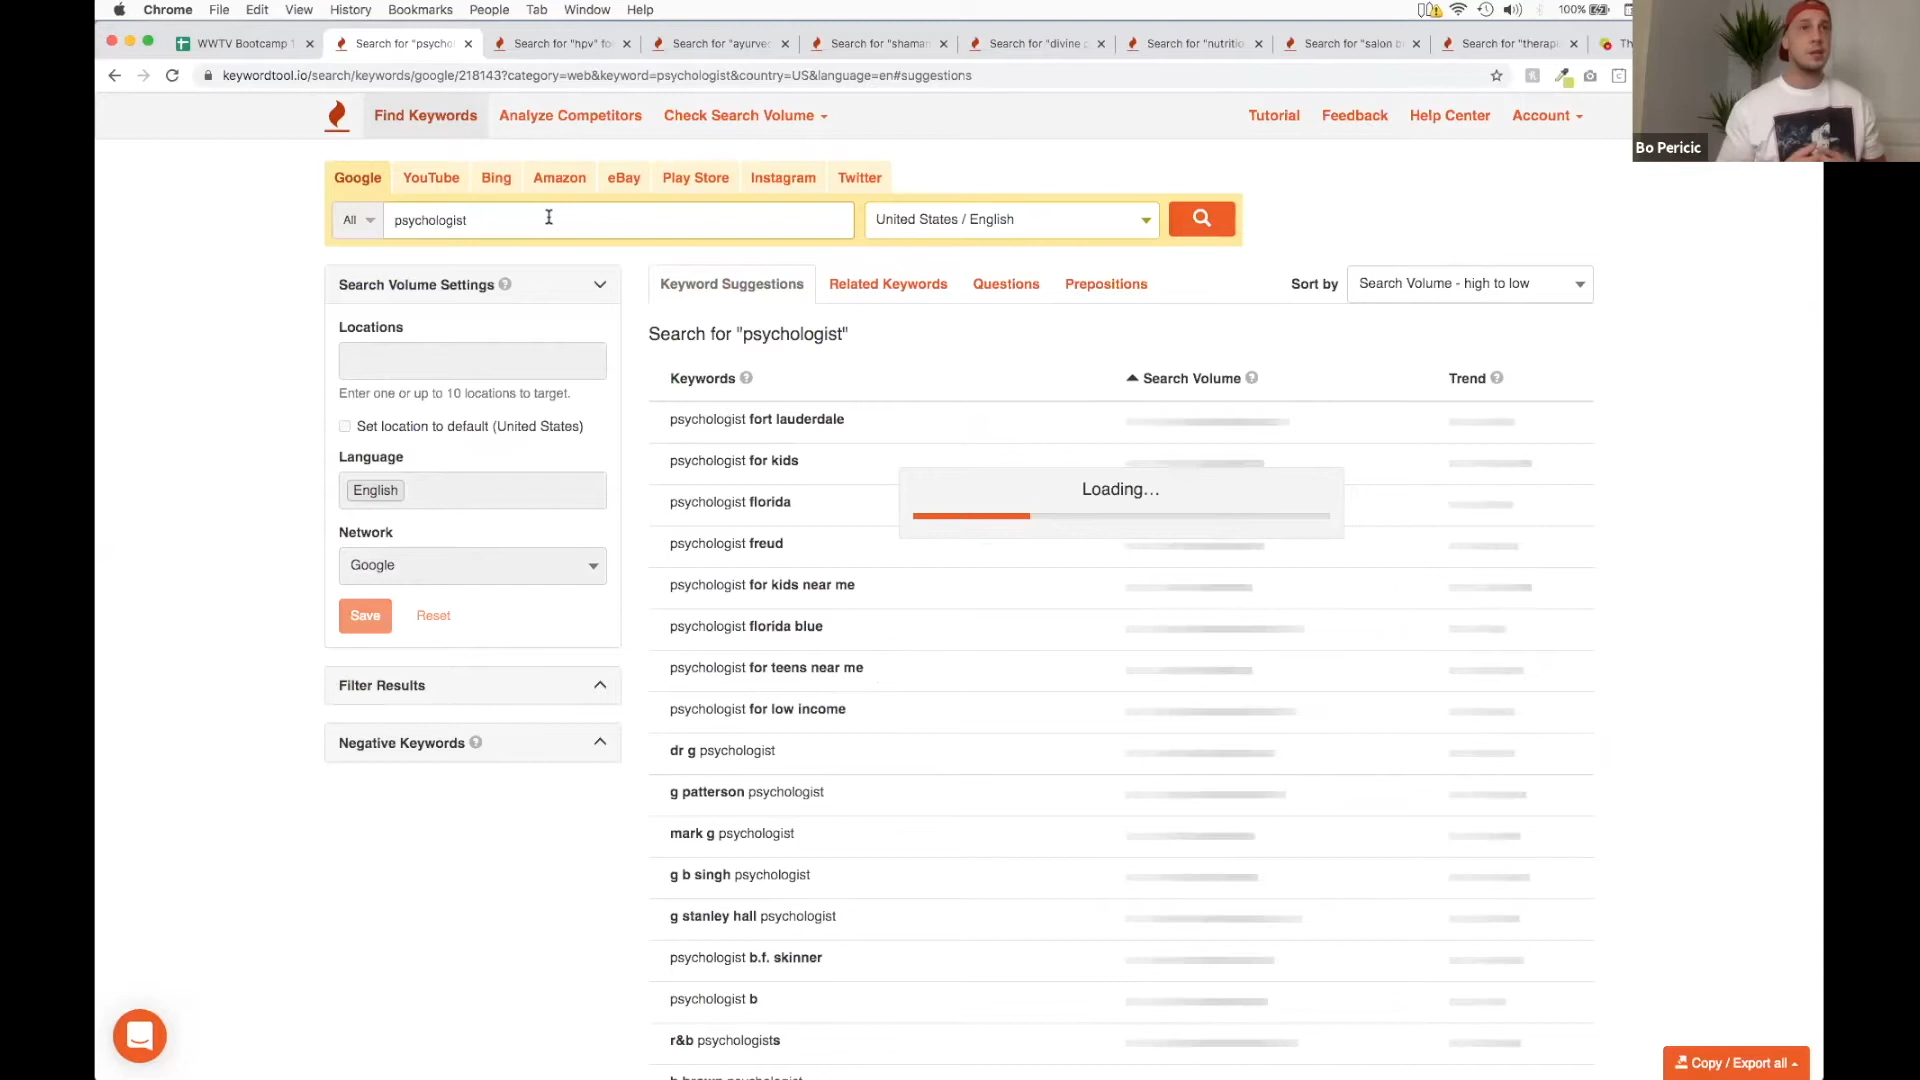 Chrome File Edit View History Bookmarks People Tab Window Help
100%
WWTV Bootcamp
Search for "psycho
Search for "hpv" fo
Search for "ayurve
Search for "shaman
Search for "divine p
Search for "nutritio
Search for "salon b
Search for "therapi
Th
keywordtool.io/search/keywords/google/218143?category=web&keyword=psychologist&country=US&language=en#suggestions
Find Keywords Analyze Competitors Check Search Volume
Tutorial Feedback Help Center Account
Bo Pericic
Google YouTube Bing Amazon eBay Play Store Instagram Twitter
All psychologist United States / English
Search Volume Settings
Keyword Suggestions Related Keywords Questions Prepositions
Sort by Search Volume - high to low
Locations
Enter one or up to 10 locations to target.
Set location to default (United States)
Language
English
Network
Google
Save Reset
Filter Results
Negative Keywords
Search for "psychologist"
Keywords Search Volume Trend
psychologist fort lauderdale
psychologist for kids
Loading...
psychologist florida
psychologist freud
psychologist for kids near me
psychologist florida blue
psychologist for teens near me
psychologist for low income
dr g psychologist
g patterson psychologist
mark g psychologist
g b singh psychologist
g stanley hall psychologist
psychologist b.f. skinner
psychologist b
r&b psychologists
Copy / Export all